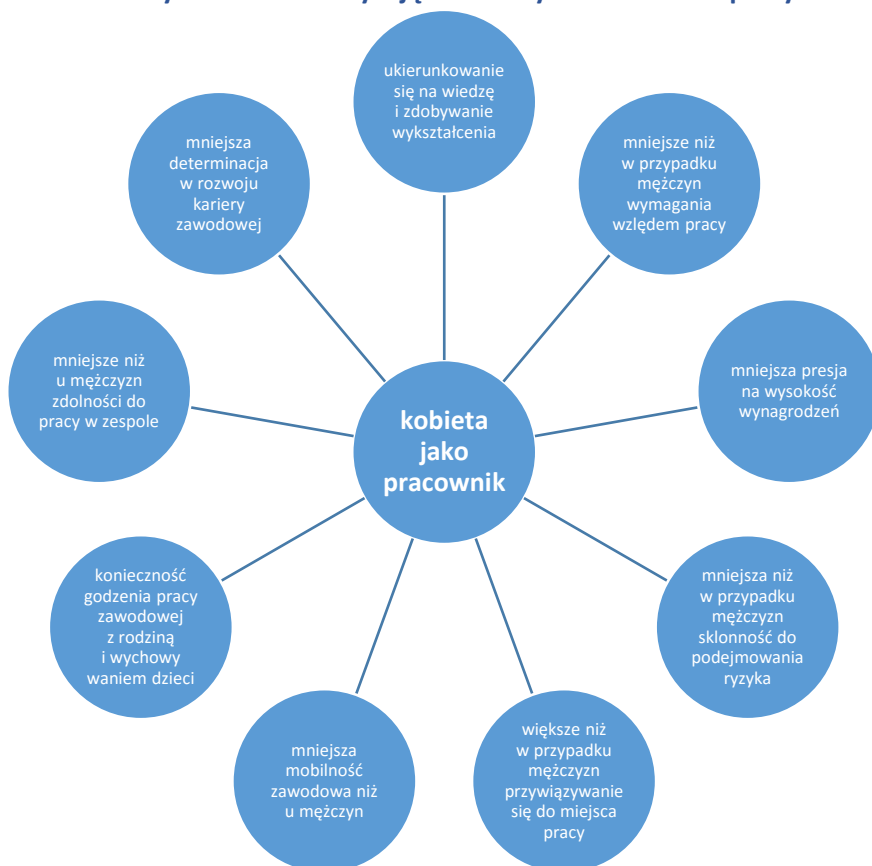 ukierunkowanie
się na wiedzę
i zdobywanie
wykształcenia
mniejsze niż
w przypadku
mężczyn
wymagania
wzlędem pracy
mniejsza presja
na wysokość
wynagrodzeń
mniejsza niż
w przypadku
mężczyzn
sklonność do
podejmowania
ryzyka
większe niż
w przypadku
mężczyzn
przywiązywanie
się do miejsca
pracy
mniejsza
mobilność
zawodowa niż
u mężczyn
konieczność
godzenia pracy
zawodowej
z rodziną
i wychowy
waniem dzieci
mniejsze niż
u mężczyzn
zdolności do
pracy w zespole
mniejsza
determinacja
w rozwoju
kariery
zawodowej
kobieta
jako
pracownik